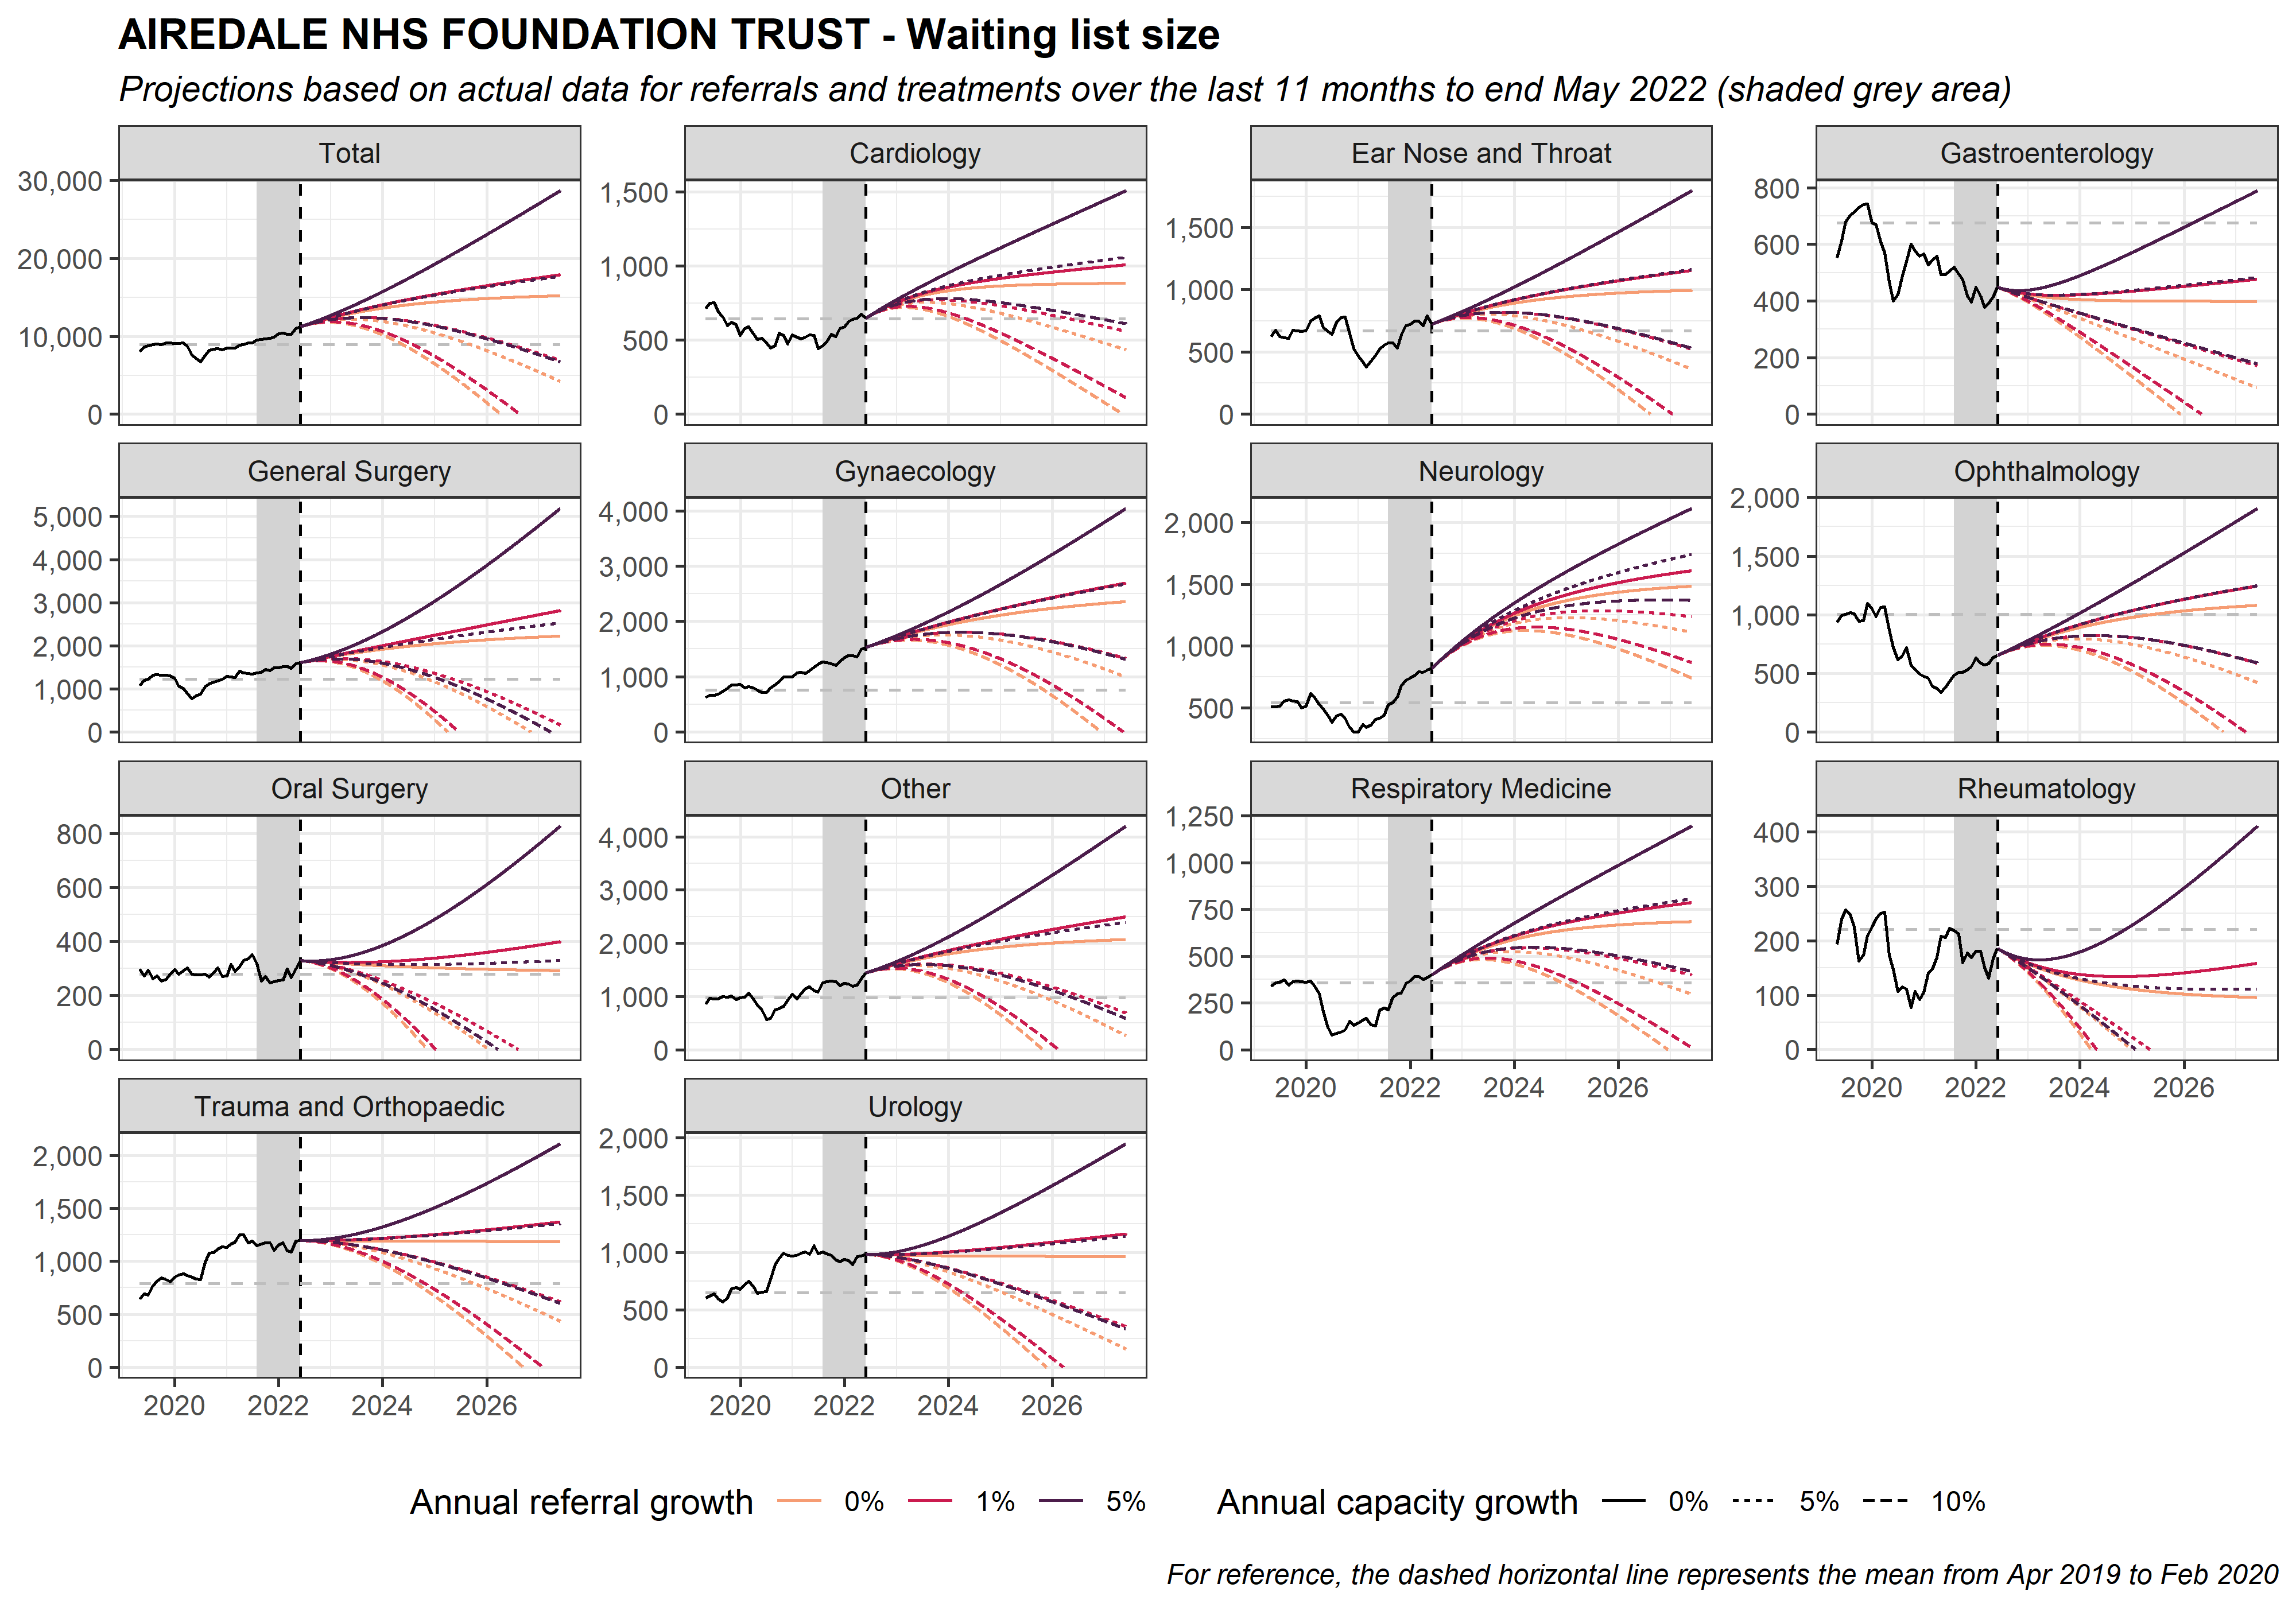 AIREDALE NHS FOUNDATION TRUST - Waiting list size
Projections based on actual data for referrals and treatments over the last 11 months to end May 2022 (shaded grey area)
Total
30,000
20,000
10,000
0
Cardiology
1,500
1,000
500
0
Ear Nose and Throat
1,500
1,000
500
0
Gastroenterology
800
600
400
200
0
General Surgery
5,000
4,000
3,000
2,000
1,000
0
Gynaecology
4,000
3,000
2,000
1,000
0
Neurology
2,000
1,500
1,000
500
Ophthalmology
2,000
1,500
1,000
500
0
Oral Surgery
800
600
400
200
0
Other
4,000
3,000
2,000
1,000
0
Respiratory Medicine
1,250
1,000
750
500
250
0
2020 2022 2024 2026
Rheumatology
400
300
200
100
0
2020 2022 2024 2026
Trauma and Orthopaedic
2,000
1,500
1,000
500
0
2020 2022 2024 2026
Urology
2,000
1,500
1,000
500
0
2020 2022 2024 2026
Annual referral growth 0% 1% 5%
Annual capacity growth 0% 5% 10%
For reference, the dashed horizontal line represents the mean from Apr 2019 to Feb 2020